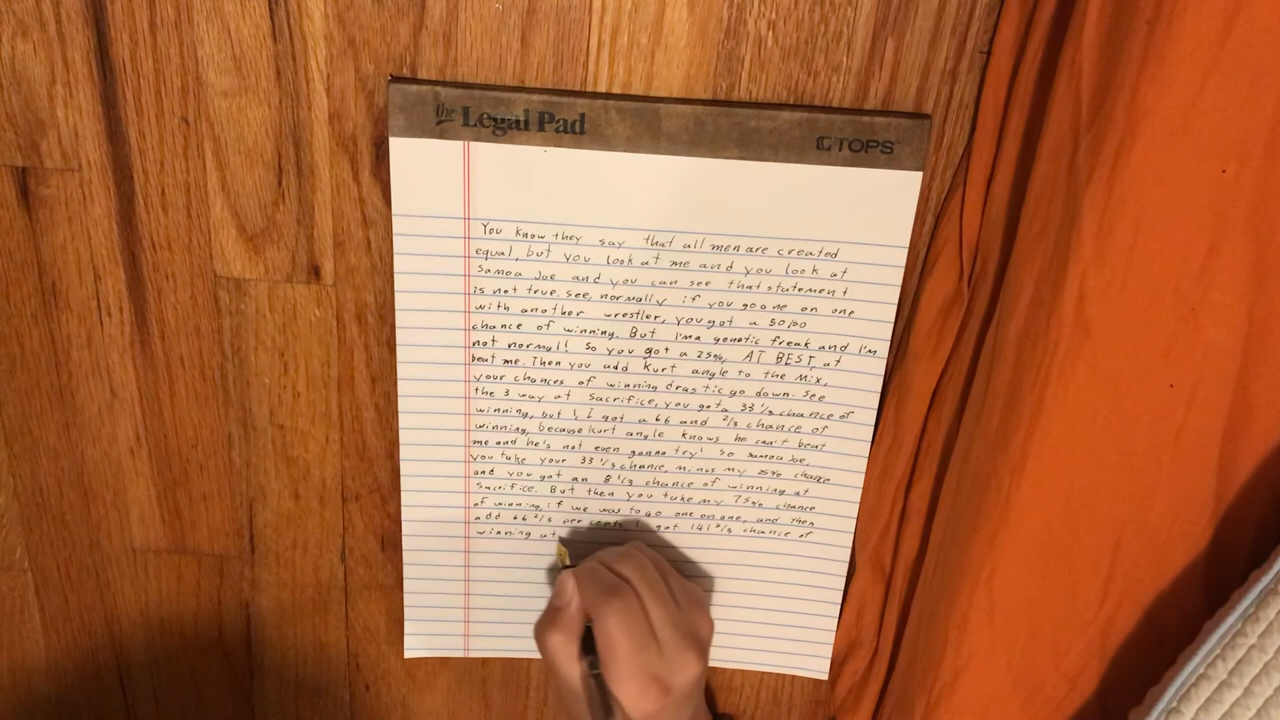 the Legal Pad
TOPS
You know they say that all men are created
equal, but you look at me and you look at
Samoa Joe and you can see that statement
is not true. See, normally if you go one on one
with another wrestler, you got a 50/50
chance of winning. But I'm a genetic freak and I'm
not normal! So you got a 25%, AT BEST, at
beat me. Then you add kurt angle to the mix,
your chances of winning drastic go down. See
the 3 way at Sacrifice, you got a 33 1/3 chance of
winning, but I, I got a 66 and 2/3 chance of
winning, because kurt angle knows he can't beat
me and he's not even gonna try! So Samoa Joe,
you take your 33 1/3 chance, minus my 25% chance
and you got an 8 1/3 chance of winning at
Sacrifice. But then you take my 75% chance
of winning, if we was to go one on one, and then
add 66 2/3 per cents, I got 141 2/3 chance of
winning at